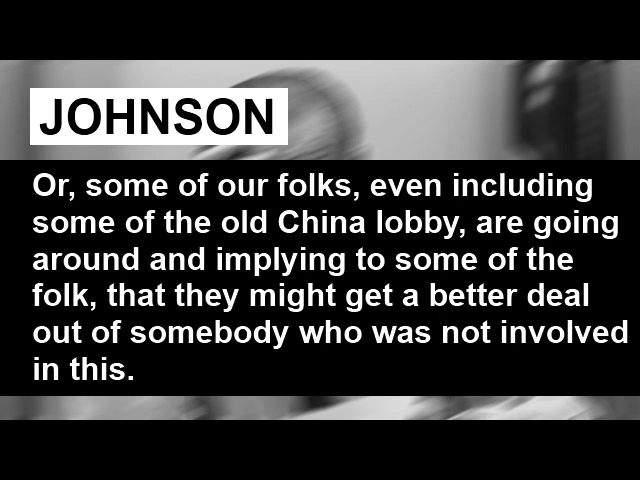 JOHNSON
Or, some of our folks, even including
some of the old China lobby, are going
around and implying to some of the
folk, that they might get a better deal
out of somebody who was not involved
in this.